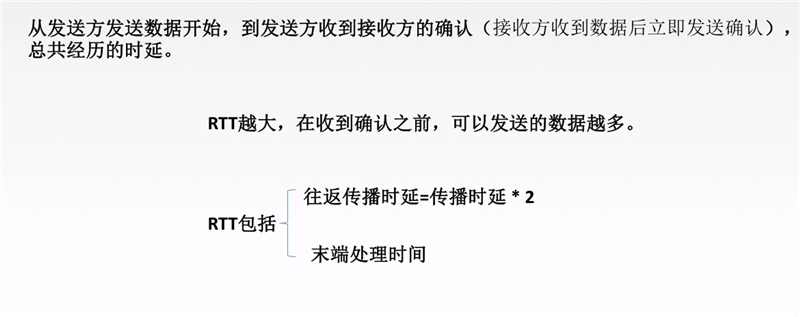 从发送方发送数据开始，到发送方收到接收方的确认（接收方收到数据后立即发送确认），
总共经历的时延。
RTT越大，在收到确认之前，可以发送的数据越多。
往返传播时延=传播时延 * 2
RTT包括
末端处理时间